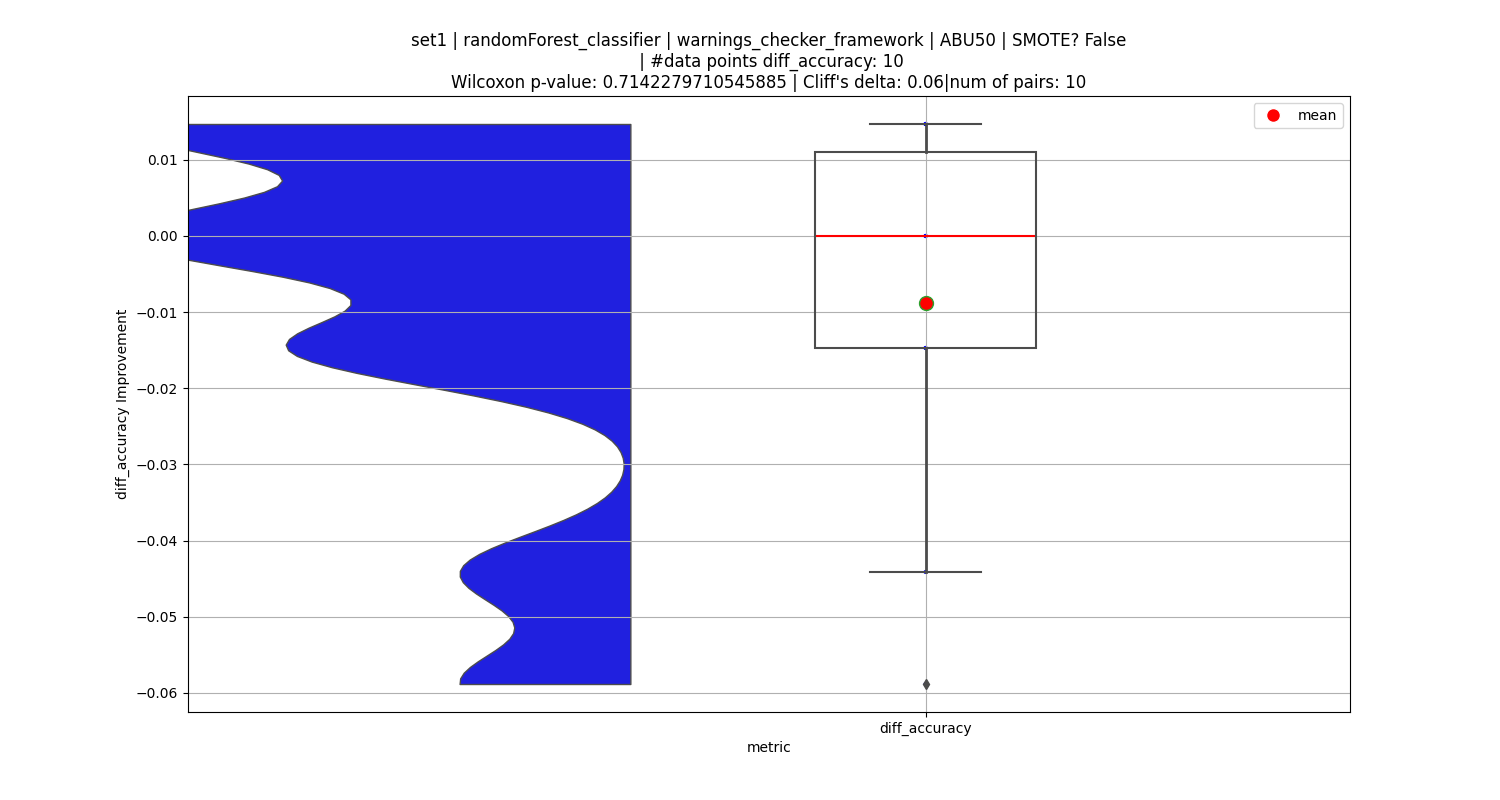 set1 | randomForest_classifier | warnings_checker_framework | ABU50 | SMOTE? False
| #data points diff_accuracy: 10
Wilcoxon p-value: 0.7142279710545885 | Cliff's delta: 0.06|num of pairs: 10
mean
0.01
0.00
−0.01
−0.02
−0.03
−0.04
−0.05
−0.06
diff_accuracy Improvement
diff_accuracy
metric